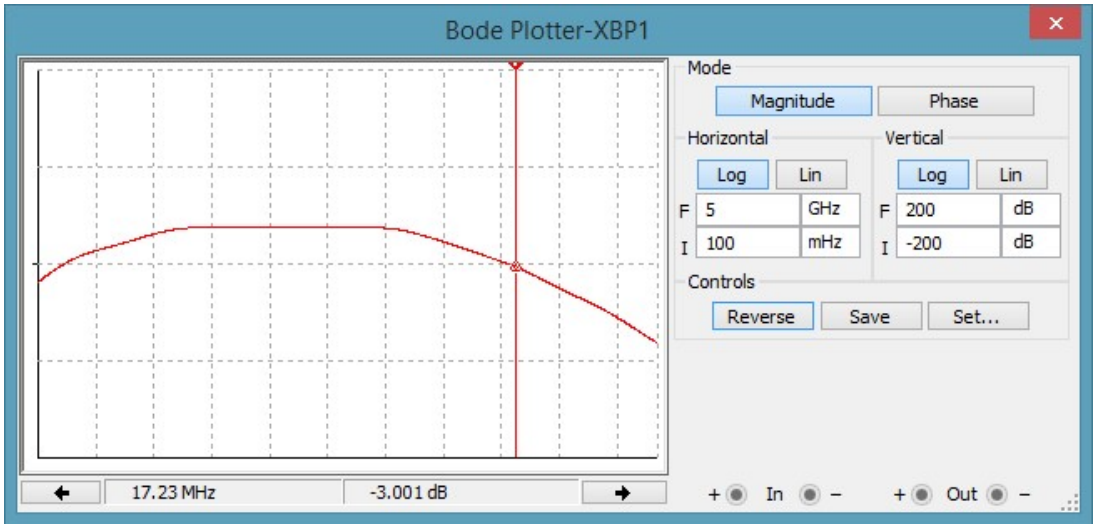 Bode Plotter-XBP1
×
Mode
Magnitude Phase
Horizontal Vertical
Log Lin Log Lin
F 5 GHz F 200 dB
I 100 mHz I -200 dB
Controls
Reverse Save Set...
17.23 MHz -3.001 dB
+ In - + Out -